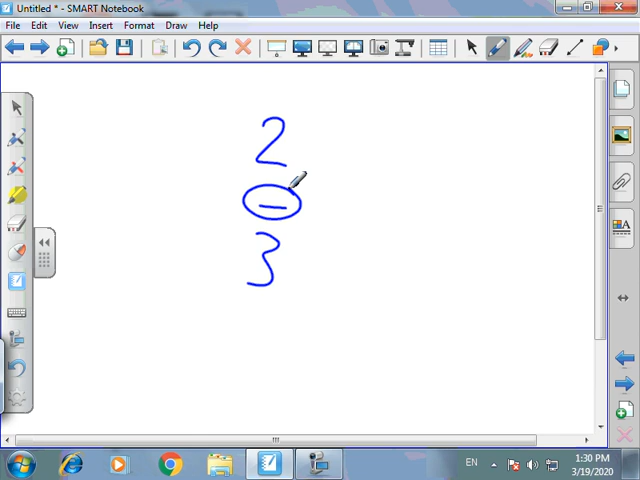 Untitled * - SMART Notebook
File Edit View Insert Format Draw Help
2
−
3
EN
1:30 PM
3/19/2020